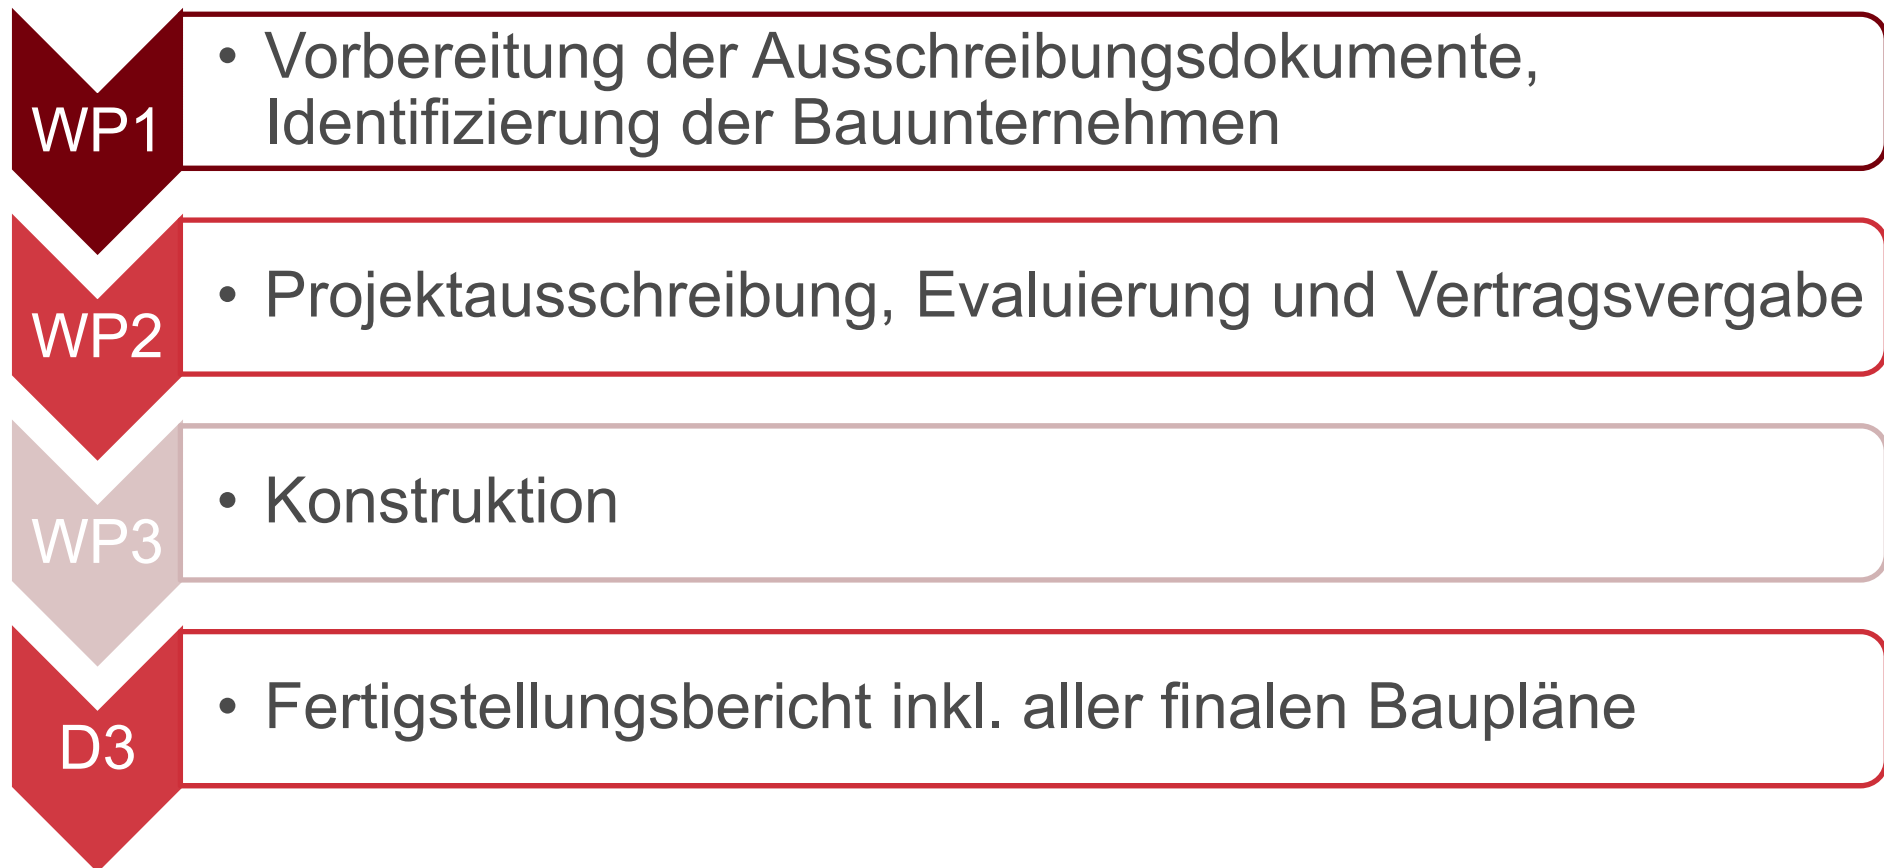 WP1
• Vorbereitung der Ausschreibungsdokumente,
Identifizierung der Bauunternehmen
WP2
• Projektausschreibung, Evaluierung und Vertragsvergabe
WP3
• Konstruktion
D3
• Fertigstellungsbericht inkl. aller finalen Baupläne